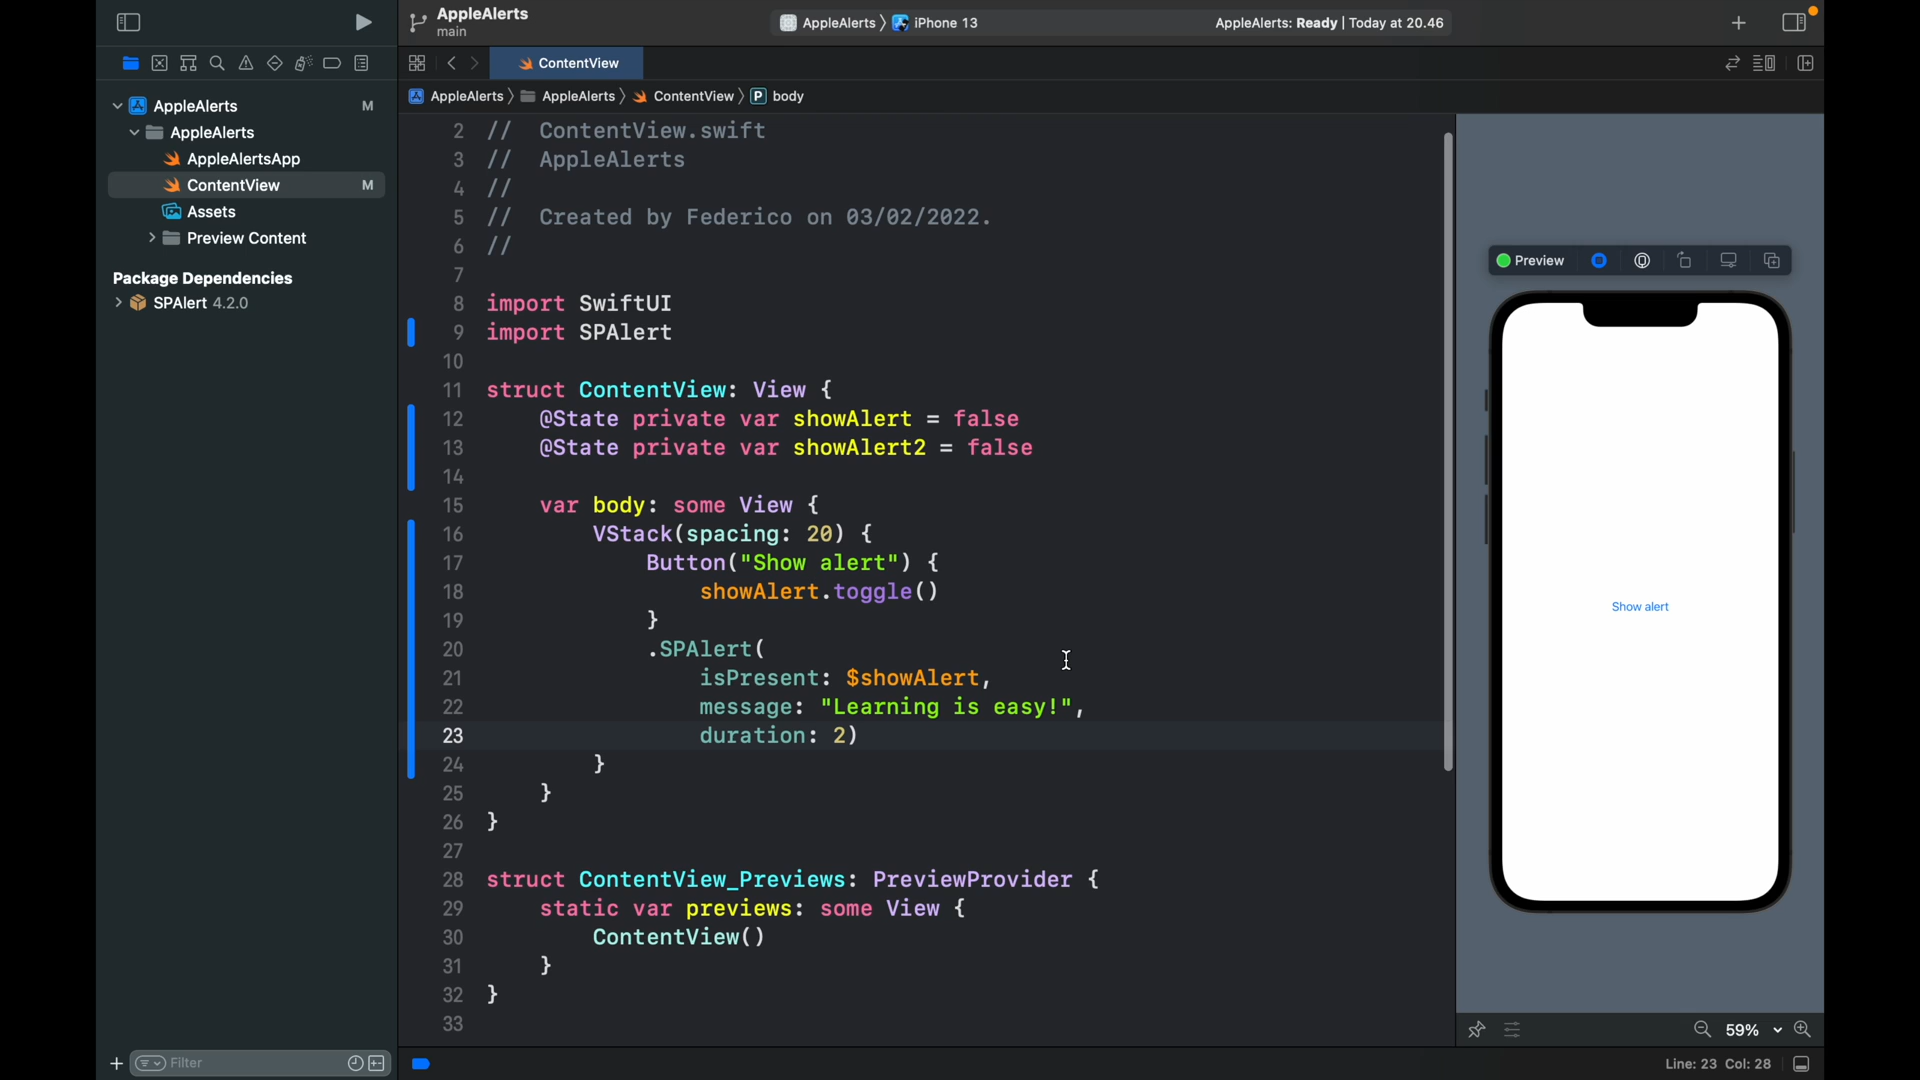 AppleAlerts
main
AppleAlerts
iPhone 13
AppleAlerts: Ready | Today at 20.46
ContentView
AppleAlerts
AppleAlerts
ContentView
P
body
AppleAlerts M
AppleAlerts
AppleAlertsApp
ContentView M
Assets
Preview Content
Package Dependencies
SPAlert 4.2.0
Filter
2 //  ContentView.swift
3 //  AppleAlerts
4 //
5 //  Created by Federico on 03/02/2022.
6 //
7
8 import SwiftUI
9 import SPAlert
10
11 struct ContentView: View {
12     @State private var showAlert = false
13     @State private var showAlert2 = false
14
15     var body: some View {
16         VStack(spacing: 20) {
17             Button("Show alert") {
18                 showAlert.toggle()
19             }
20             .SPAlert(
21                 isPresent: $showAlert,
22                 message: "Learning is easy!",
23                 duration: 2)
24         }
25     }
26 }
27
28 struct ContentView_Previews: PreviewProvider {
29     static var previews: some View {
30         ContentView()
31     }
32 }
33
Preview
Show alert
59%
Line: 23 Col: 28